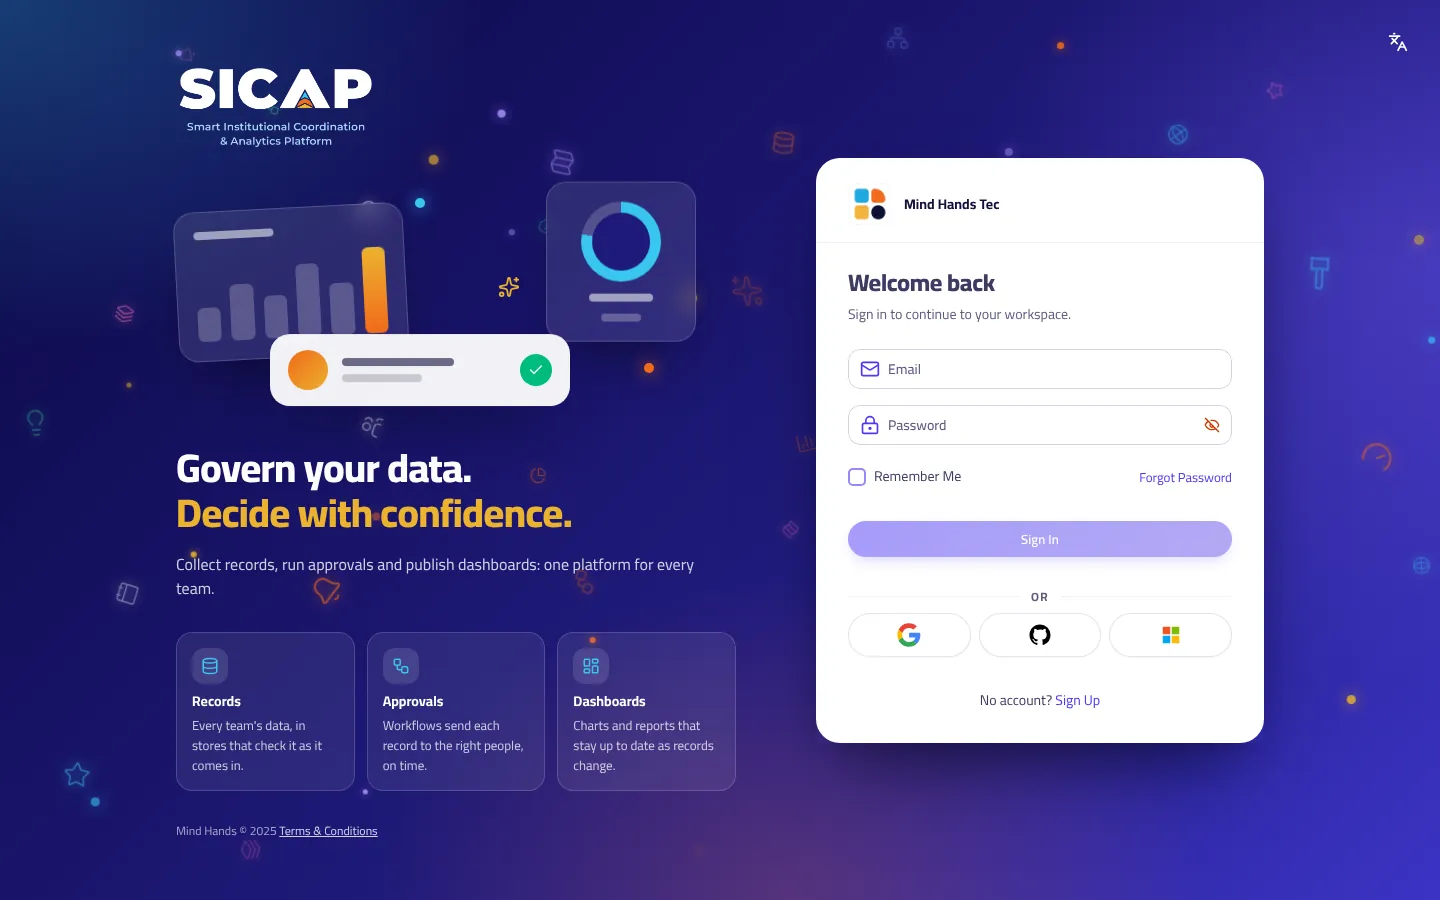 SICAP
Smart Institutional Coordination
& Analytics Platform
Govern your data.
Decide with confidence.
Collect records, run approvals and publish dashboards: one platform for every
team.
Records
Every team's data, in
stores that check it as it
comes in.
Approvals
Workflows send each
record to the right people,
on time.
Dashboards
Charts and reports that
stay up to date as records
change.
Mind Hands © 2025 Terms & Conditions
Mind Hands Tec
Welcome back
Sign in to continue to your workspace.
Email
Password
Remember Me
Forgot Password
Sign In
OR
No account? Sign Up